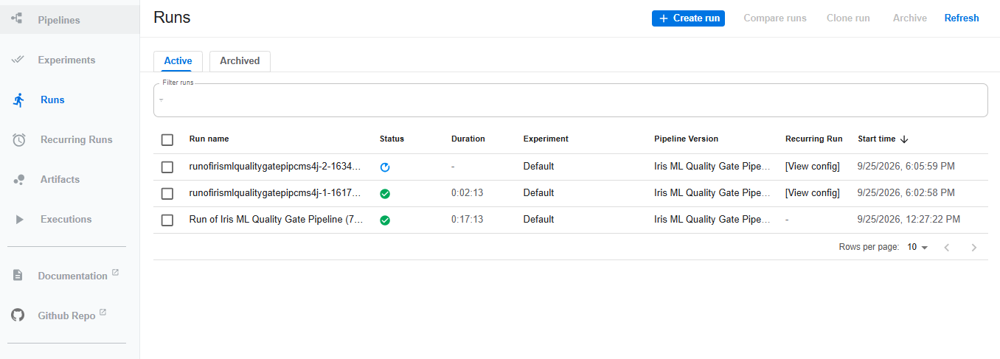 Pipelines
Experiments
Runs
Recurring Runs
Artifacts
Executions
Documentation
Github Repo
Runs
+ Create run Compare runs Clone run Archive Refresh
Active Archived
Filter runs
Run name Status Duration Experiment Pipeline Version Recurring Run Start time
runofirismlqualitygatepipcms4j-2-1634... - Default Iris ML Quality Gate Pipe... [View config] 9/25/2026, 6:05:59 PM
runofirismlqualitygatepipcms4j-1-1617... 0:02:13 Default Iris ML Quality Gate Pipe... [View config] 9/25/2026, 6:02:58 PM
Run of Iris ML Quality Gate Pipeline (7... 0:17:13 Default Iris ML Quality Gate Pipe... - 9/25/2026, 12:27:22 PM
Rows per page: 10